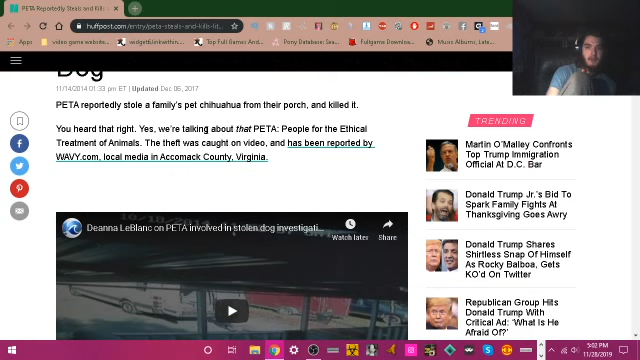 PETA Reportedly Steals and Kills
huffpost.com/entry/peta-steals-and-kills-lit...
Apps
video game website...
widgetEinkwithin...
Top Full Games And...
Pony Database, Sea...
Fullgame Downloa...
Music Albums, Late...
Dog
11/14/2014 01:33 pm ET | Updated Dec 06, 2017
PETA reportedly stole a family's pet chihuahua from their porch, and killed it.
You heard that right. Yes, we're talking about that PETA: People for the Ethical
Treatment of Animals. The theft was caught on video, and has been reported by
WAVY.com, local media in Accomack County, Virginia.
Deanna LeBlanc on PETA involved in stolen dog investigati...
Watch later
Share
TRENDING
Martin O'Malley Confronts
Top Trump Immigration
Official At D.C. Bar
Donald Trump Jr.'s Bid To
Spark Family Fights At
Thanksgiving Goes Awry
Donald Trump Shares
Shirtless Snap Of Himself
As Rocky Balboa, Gets
KO'd On Twitter
Republican Group Hits
Donald Trump With
Critical Ad: 'What Is He
Afraid Of?'
5:02 PM
11/28/2019